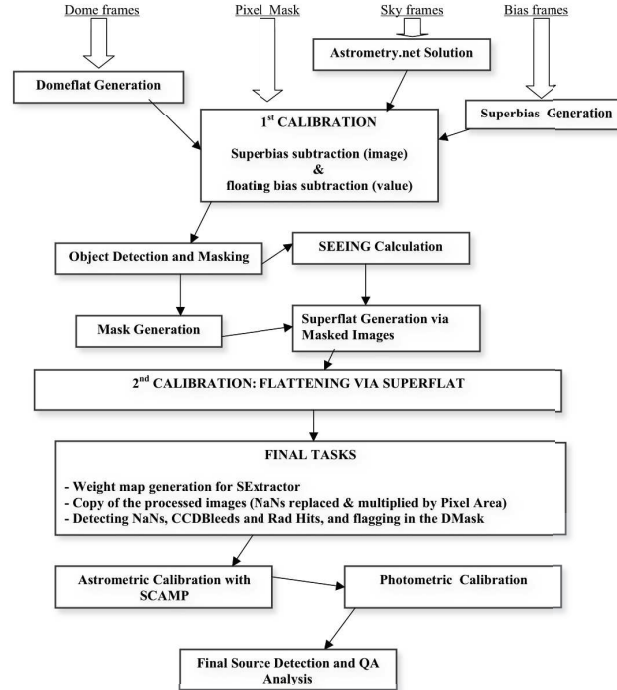 Dome frames
Pixel Mask
Sky frames
Bias frames
Astrometry.net Solution
Domeflat Generation
Superbias Generation
1st CALIBRATION
Superbias subtraction (image)
&
floating bias subtraction (value)
Object Detection and Masking
SEEING Calculation
Mask Generation
Superflat Generation via
Masked Images
2nd CALIBRATION: FLATTENING VIA SUPERFLAT
FINAL TASKS
- Weight map generation for SExtractor
- Copy of the processed images (NaNs replaced & multiplied by Pixel Area)
- Detecting NaNs, CCDBleeds and Rad Hits, and flagging in the DMask
Astrometric Calibration with
SCAMP
Photometric Calibration
Final Source Detection and QA
Analysis